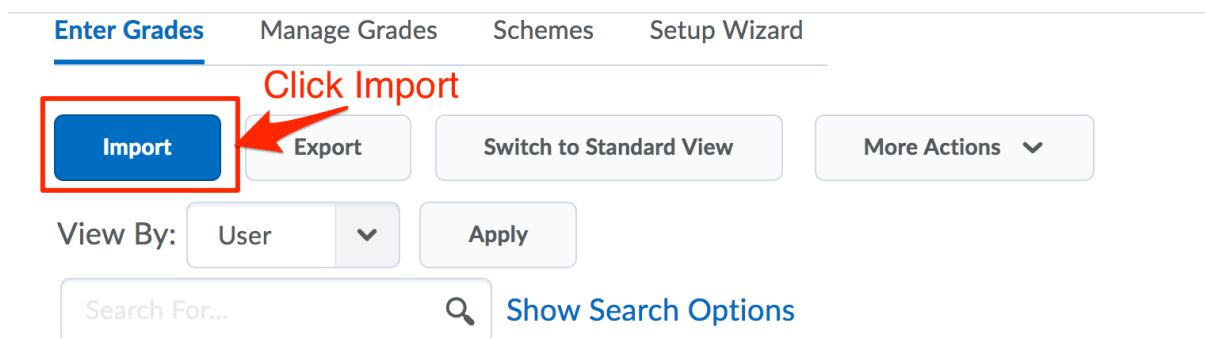 Enter Grades Manage Grades Schemes Setup Wizard
Click Import
Import Export Switch to Standard View More Actions
View By: User Apply
Search For... Show Search Options